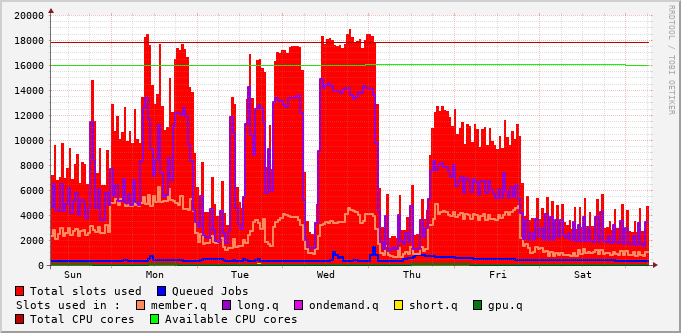 20000
18000
16000
14000
12000
10000
8000
6000
4000
2000
0
Sun Mon Tue Wed Thu Fri Sat
RRDTOOL / TOBI OETIKER
Total slots used Queued Jobs
Slots used in : member.q long.q ondemand.q short.q gpu.q
Total CPU cores Available CPU cores